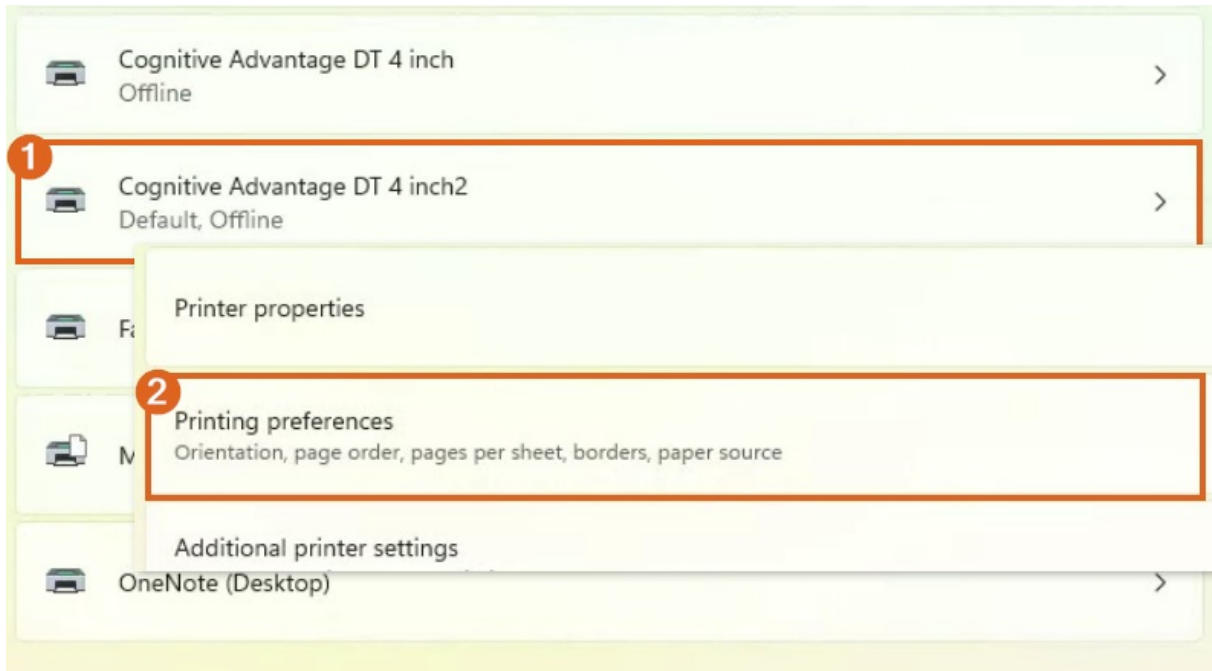 Cognitive Advantage DT 4 inch
Offline
1
Cognitive Advantage DT 4 inch2
Default, Offline
Printer properties
2
Printing preferences
Orientation, page order, pages per sheet, borders, paper source
Additional printer settings
OneNote (Desktop)